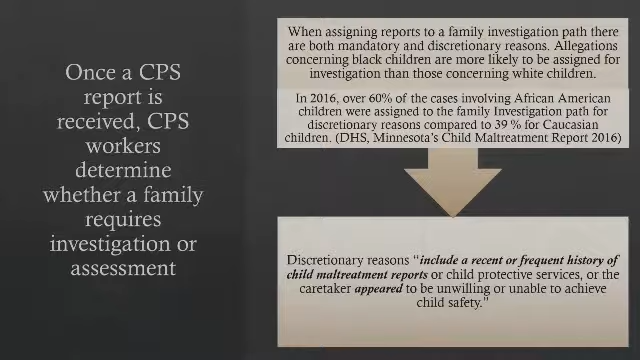 Once a CPS
report is
received, CPS
workers
determine
whether a family
requires
investigation or
assessment
When assigning reports to a family investigation path there
are both mandatory and discretionary reasons. Allegations
concerning black children are more likely to be assigned for
investigation than those concerning white children.
In 2016, over 60% of the cases involving African American
children were assigned to the family Investigation path for
discretionary reasons compared to 39 % for Caucasian
children. (DHS, Minnesota's Child Maltreatment Report 2016)
Discretionary reasons “include a recent or frequent history of
child maltreatment reports or child protective services, or the
caretaker appeared to be unwilling or unable to achieve
child safety.”